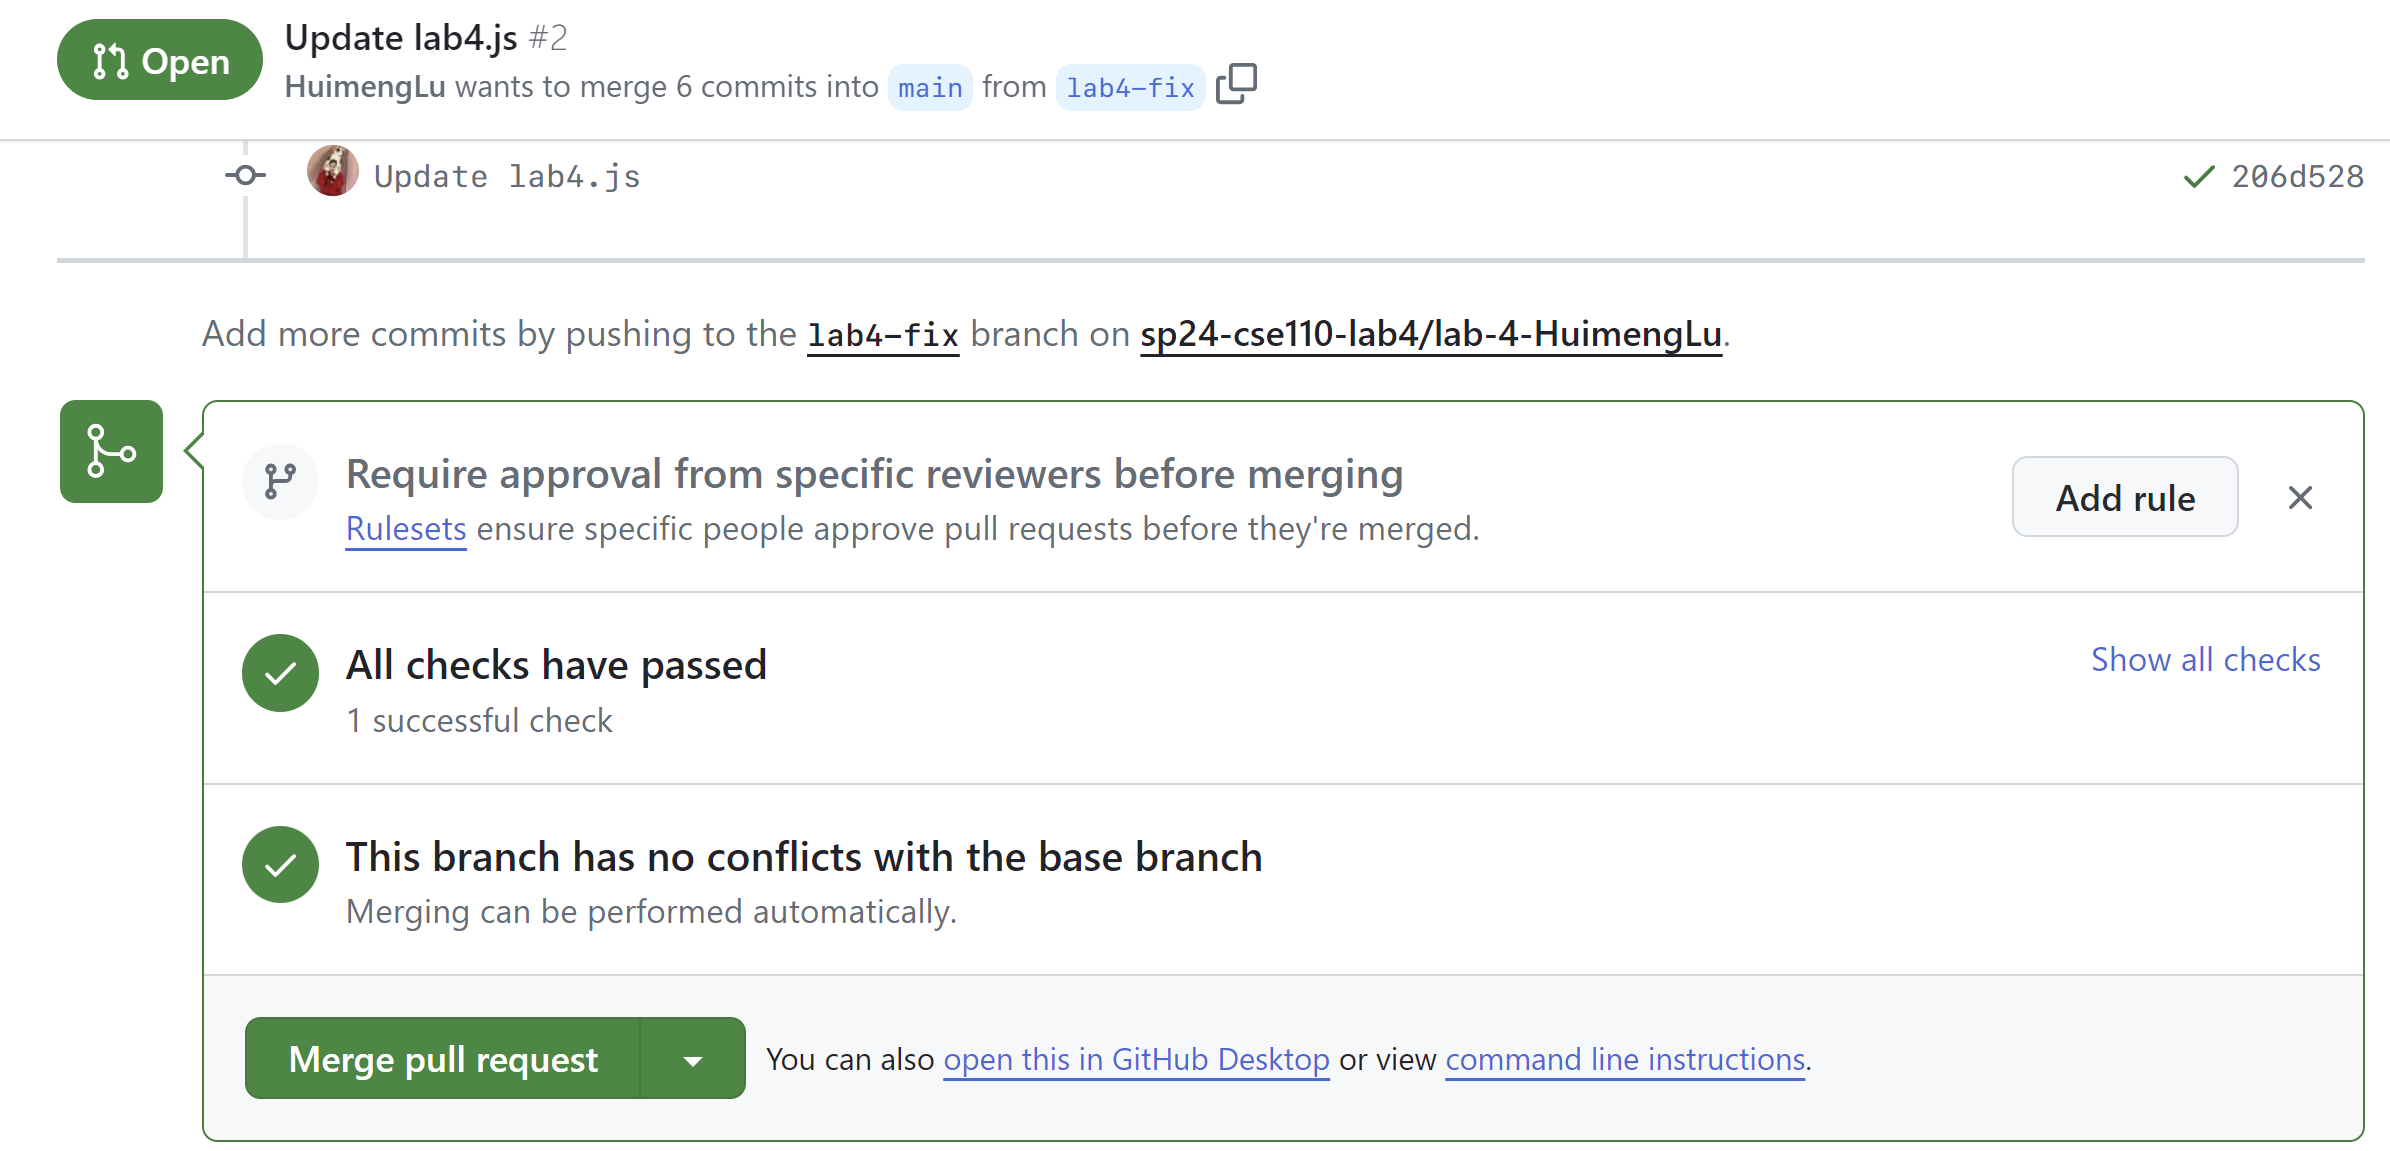 Open
Update lab4.js #2
HuimengLu wants to merge 6 commits into main from lab4-fix
Update lab4.js
206d528
Add more commits by pushing to the lab4-fix branch on sp24-cse110-lab4/lab-4-HuimengLu.
Require approval from specific reviewers before merging
Rulesets ensure specific people approve pull requests before they're merged.
Add rule
All checks have passed
Show all checks
1 successful check
This branch has no conflicts with the base branch
Merging can be performed automatically.
Merge pull request
You can also open this in GitHub Desktop or view command line instructions.